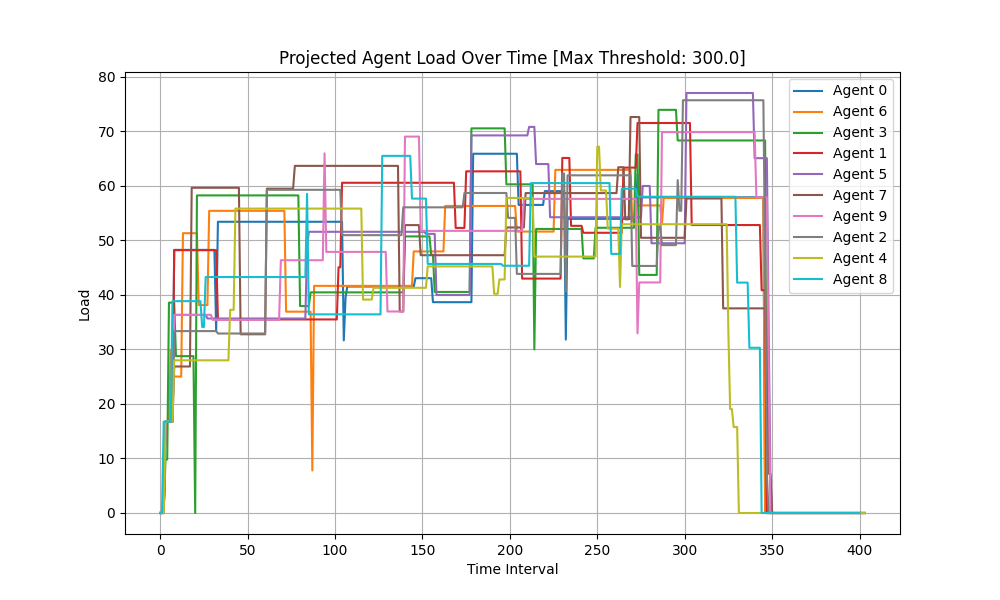 Projected Agent Load Over Time [Max Threshold: 300.0]
80
70
60
50
40
30
20
10
0
Load
0 50 100 150 200 250 300 350 400
Time Interval
Agent 0
Agent 6
Agent 3
Agent 1
Agent 5
Agent 7
Agent 9
Agent 2
Agent 4
Agent 8